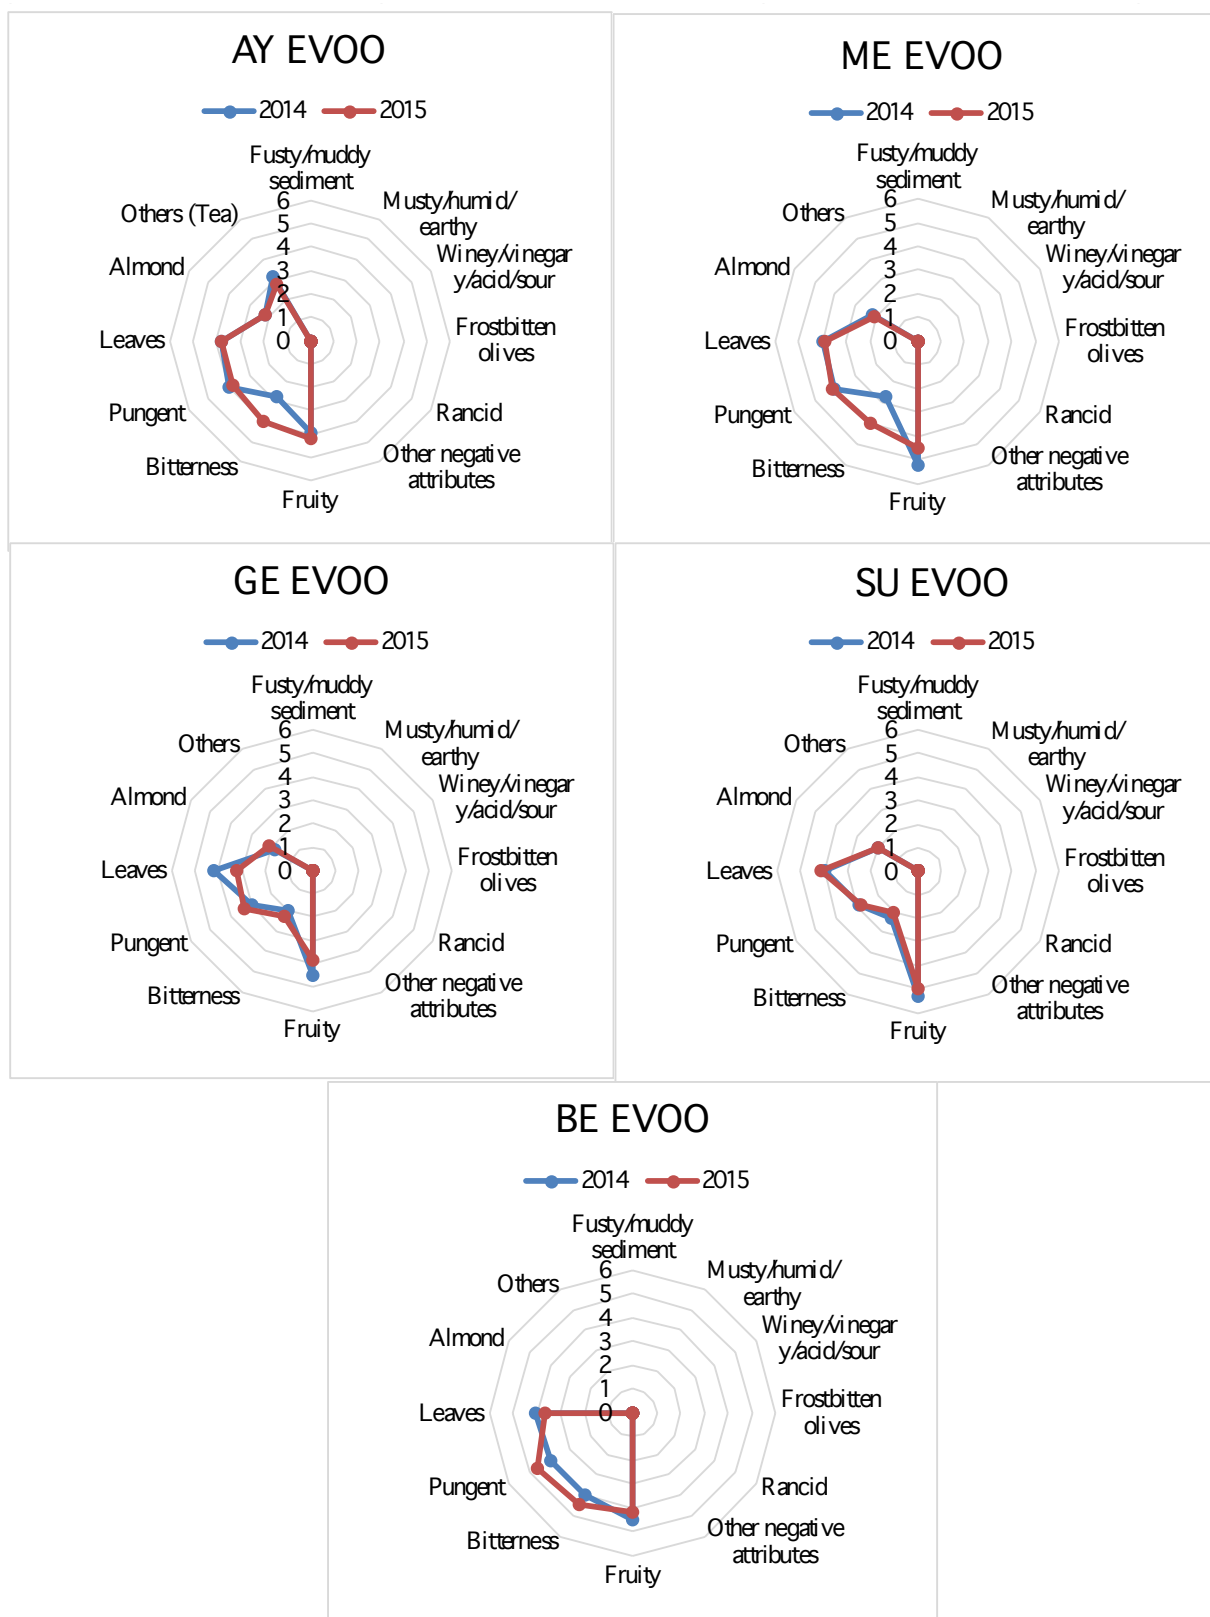 AY EVOO
2014 2015
Fusty/muddy
sediment
Musty/humid/
earthy
Winey/vinegar
y/acid/sour
Frostbitten
olives
Rancid
Other negative
attributes
Fruity
Bitterness
Pungent
Leaves
Almond
Others (Tea)
6
5
4
3
2
1
0
ME EVOO
2014 2015
Fusty/muddy
sediment
Musty/humid/
earthy
Winey/vinegar
y/acid/sour
Frostbitten
olives
Rancid
Other negative
attributes
Fruity
Bitterness
Pungent
Leaves
Almond
Others
6
5
4
3
2
1
0
GE EVOO
2014 2015
Fusty/muddy
sediment
Musty/humid/
earthy
Winey/vinegar
y/acid/sour
Frostbitten
olives
Rancid
Other negative
attributes
Fruity
Bitterness
Pungent
Leaves
Almond
Others
6
5
4
3
2
1
0
SU EVOO
2014 2015
Fusty/muddy
sediment
Musty/humid/
earthy
Winey/vinegar
y/acid/sour
Frostbitten
olives
Rancid
Other negative
attributes
Fruity
Bitterness
Pungent
Leaves
Almond
Others
6
5
4
3
2
1
0
BE EVOO
2014 2015
Fusty/muddy
sediment
Musty/humid/
earthy
Winey/vinegar
y/acid/sour
Frostbitten
olives
Rancid
Other negative
attributes
Fruity
Bitterness
Pungent
Leaves
Almond
Others
6
5
4
3
2
1
0